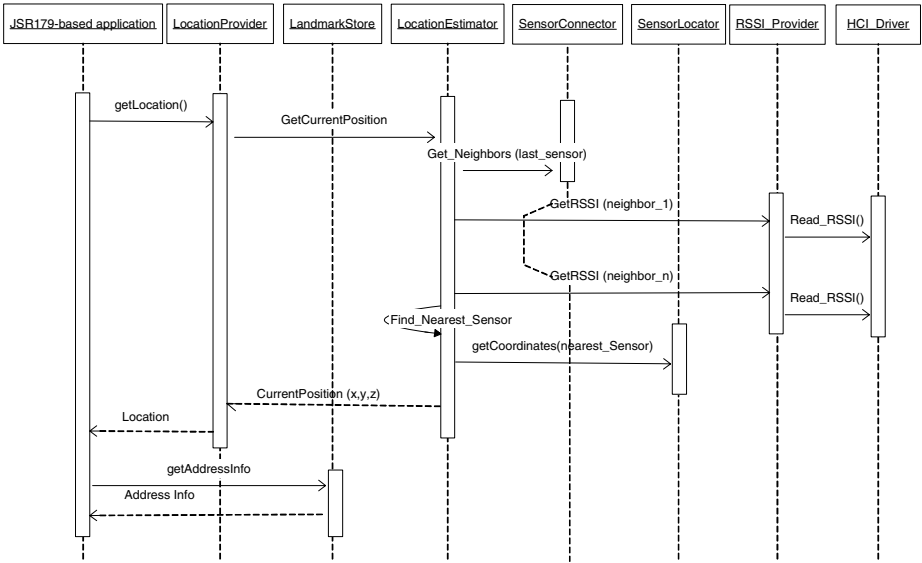 JSR179-based application
LocationProvider
LandmarkStore
LocationEstimator
SensorConnector
SensorLocator
RSSI_Provider
HCI_Driver
getLocation()
GetCurrentPosition
Get_Neighbors (last_sensor)
GetRSSI (neighbor_1)
Read_RSSI()
GetRSSI (neighbor_n)
Read_RSSI()
Find_Nearest_Sensor
getCoordinates(nearest_Sensor)
CurrentPosition (x,y,z)
Location
getAddressInfo
Address Info